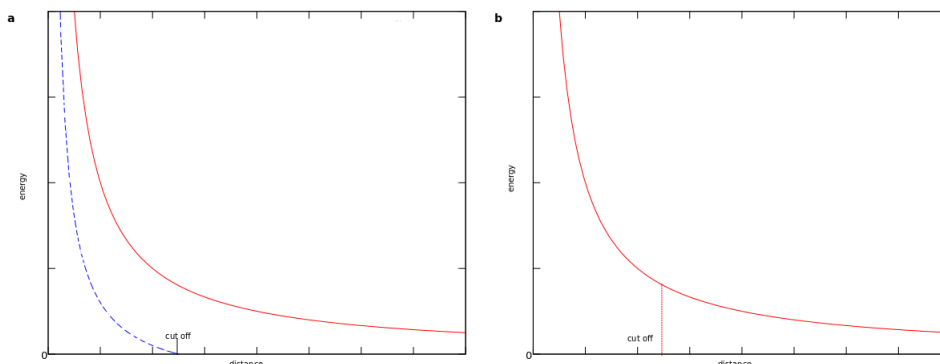 a
energy
cut off
0
distance
b
energy
cut off
0
distance